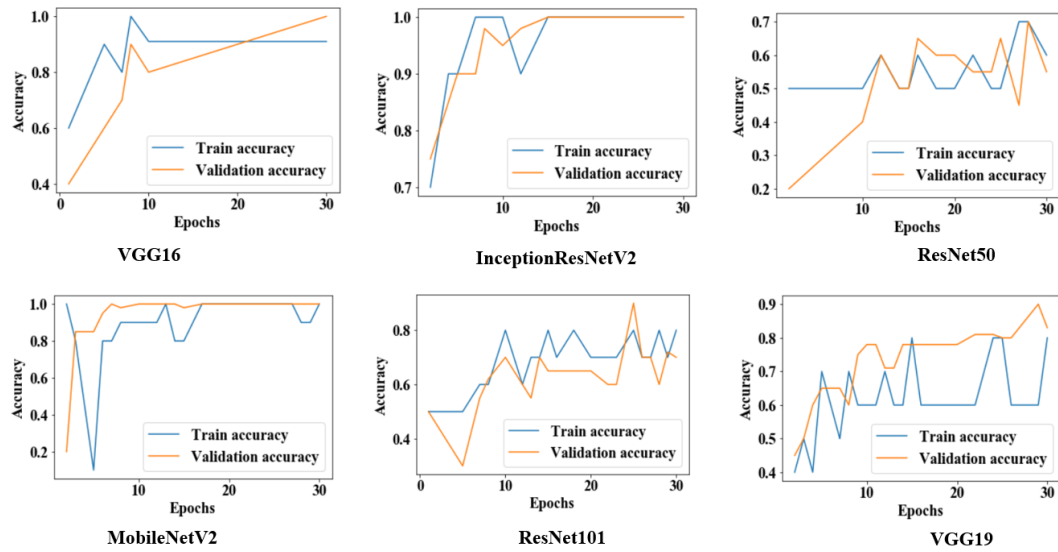 1.0
0.8
0.6
0.4
Accuracy
Train accuracy
Validation accuracy
0 10 20 30
Epochs
VGG16
1.0
0.9
0.8
0.7
Accuracy
Train accuracy
Validation accuracy
10 20 30
Epochs
InceptionResNetV2
0.7
0.6
0.5
0.4
0.3
0.2
Accuracy
Train accuracy
Validation accuracy
10 20 30
Epochs
ResNet50
1.0
0.8
0.6
0.4
0.2
Accuracy
Train accuracy
Validation accuracy
10 20 30
Epochs
MobileNetV2
0.8
0.6
0.4
Accuracy
Train accuracy
Validation accuracy
0 10 20 30
Epochs
ResNet101
0.9
0.8
0.7
0.6
0.5
0.4
Accuracy
Train accuracy
Validation accuracy
10 20 30
Epochs
VGG19